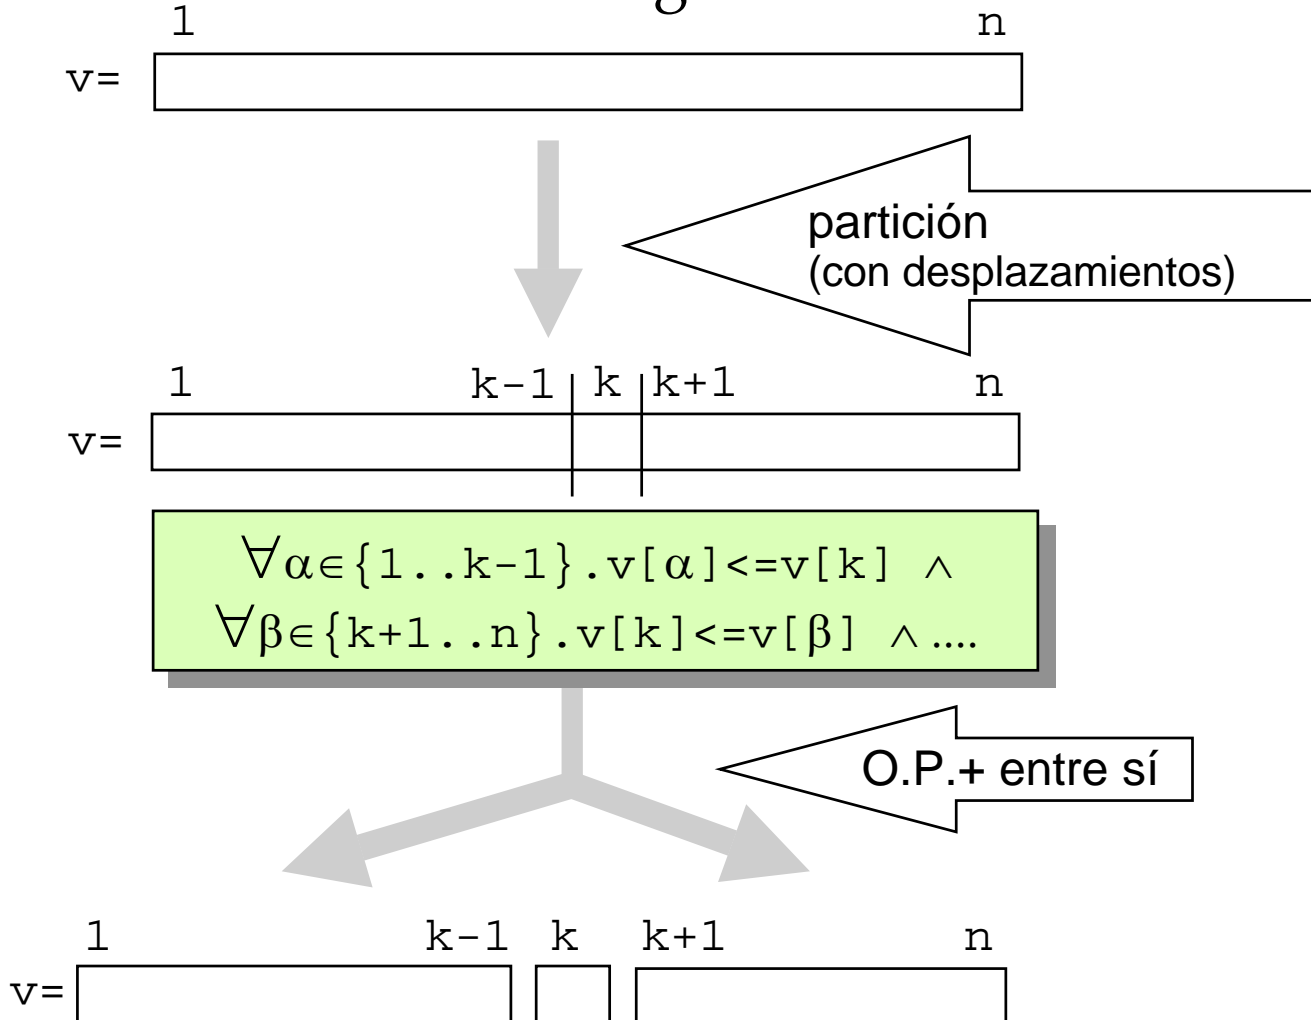 1 n
v=
partición
(con desplazamientos)
1 k-1 k k+1 n
v=
∀α∈{1..k-1}.v[α]<=v[k] ∧
∀β∈{k+1..n}.v[k]<=v[β] ∧....
O.P.+ entre sí
1 k-1 k k+1 n
v=